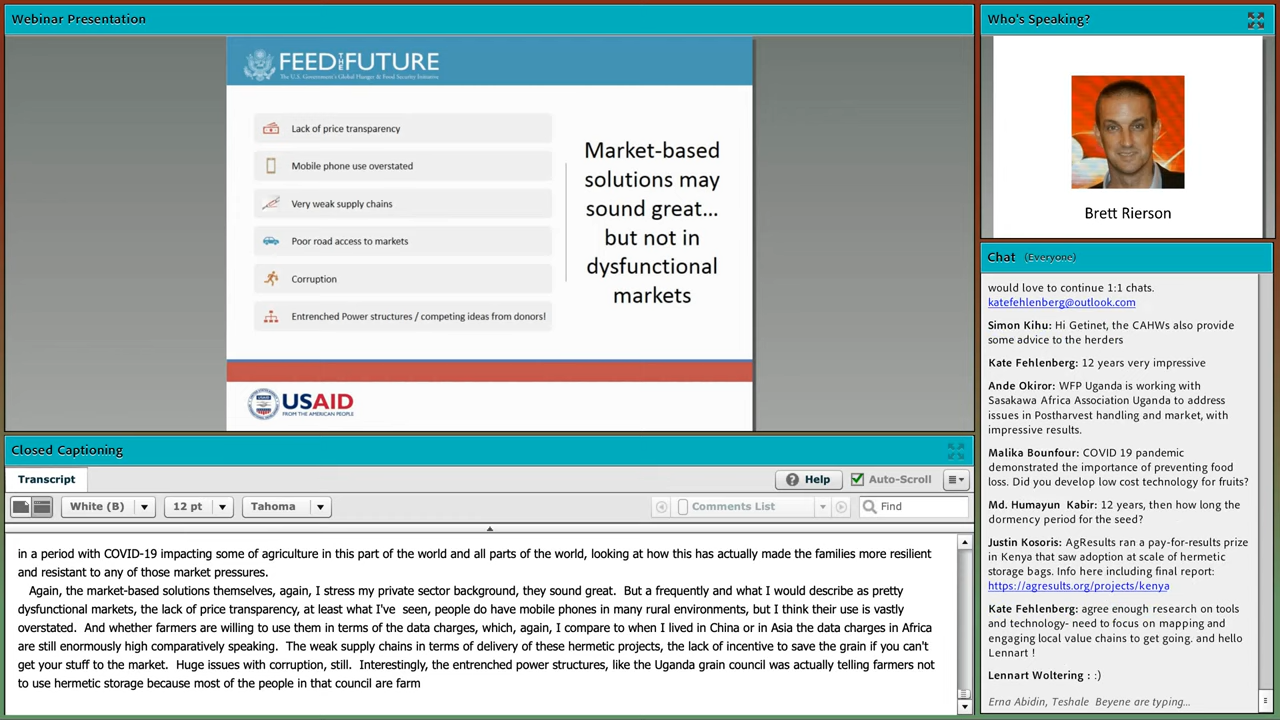 Webinar Presentation
FEED THE FUTURE
The U.S. Government's Global Hunger & Food Security Initiative
Lack of price transparency
Mobile phone use overstated
Very weak supply chains
Poor road access to markets
Corruption
Entrenched Power structures / competing ideas from donors!
Market-based
solutions may
sound great...
but not in
dysfunctional
markets
USAID
FROM THE AMERICAN PEOPLE
Closed Captioning
Transcript
Help
Auto-Scroll
White (B)
12 pt
Tahoma
Comments List
Find
in a period with COVID-19 impacting some of agriculture in this part of the world and all parts of the world, looking at how this has actually made the families more resilient
and resistant to any of those market pressures.
Again, the market-based solutions themselves, again, I stress my private sector background, they sound great. But a frequently and what I would describe as pretty
dysfunctional markets, the lack of price transparency, at least what I've seen, people do have mobile phones in many rural environments, but I think their use is vastly
overstated. And whether farmers are willing to use them in terms of the data charges, which, again, I compare to when I lived in China or in Asia the data charges in Africa
are still enormously high comparatively speaking. The weak supply chains in terms of delivery of these hermetic projects, the lack of incentive to save the grain if you can't
get your stuff to the market. Huge issues with corruption, still. Interestingly, the entrenched power structures, like the Uganda grain council was actually telling farmers not
to use hermetic storage because most of the people in that council are farm
Who's Speaking?
Brett Rierson
Chat (Everyone)
would love to continue 1:1 chats.
katefehlenberg@outlook.com
Simon Kihu: Hi Getinet, the CAHWs also provide
some advice to the herders
Kate Fehlenberg: 12 years very impressive
Ande Okiror: WFP Uganda is working with
Sasakawa Africa Association Uganda to address
issues in Postharvest handling and market, with
impressive results.
Malika Bounfour: COVID 19 pandemic
demonstrated the importance of preventing food
loss. Did you develop low cost technology for fruits?
Md. Humayun Kabir: 12 years, then how long the
dormency period for the seed?
Justin Kosoris: AgResults ran a pay-for-results prize
in Kenya that saw adoption at scale of hermetic
storage bags. Info here including final report:
https://agresults.org/projects/kenya
Kate Fehlenberg: agree enough research on tools
and technology- need to focus on mapping and
engaging local value chains to get going. and hello
Lennart !
Lennart Woltering : :)
Erna Abidin, Teshale Beyene are typing...